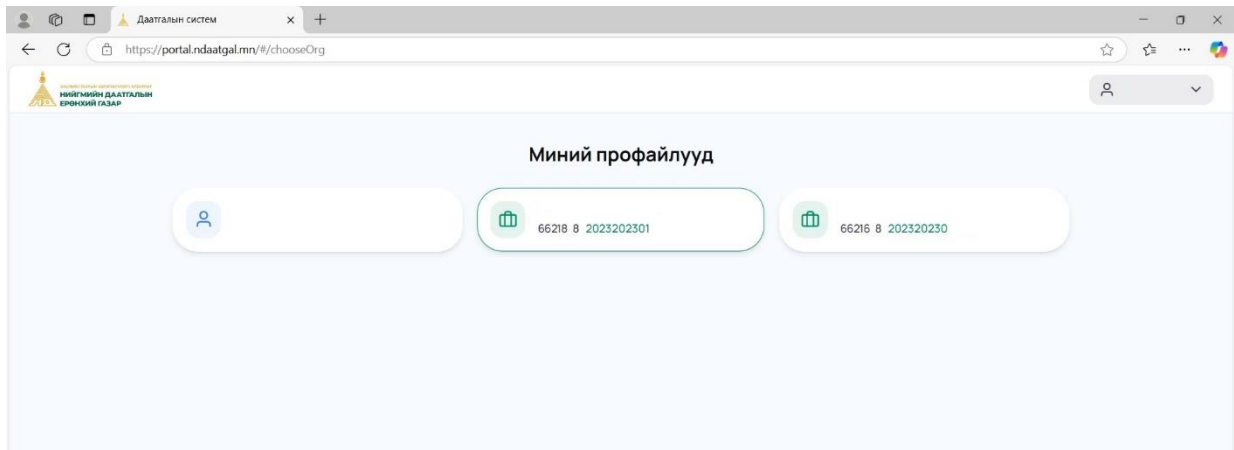 Даатгалын систем
https://portal.ndaatgal.mn/#/chooseOrg
НИЙГМИЙН ДААТГАЛЫН
ЕРӨНХИЙ ГАЗАР
Миний профайлууд
66218 8 2023202301
66216 8 202320230